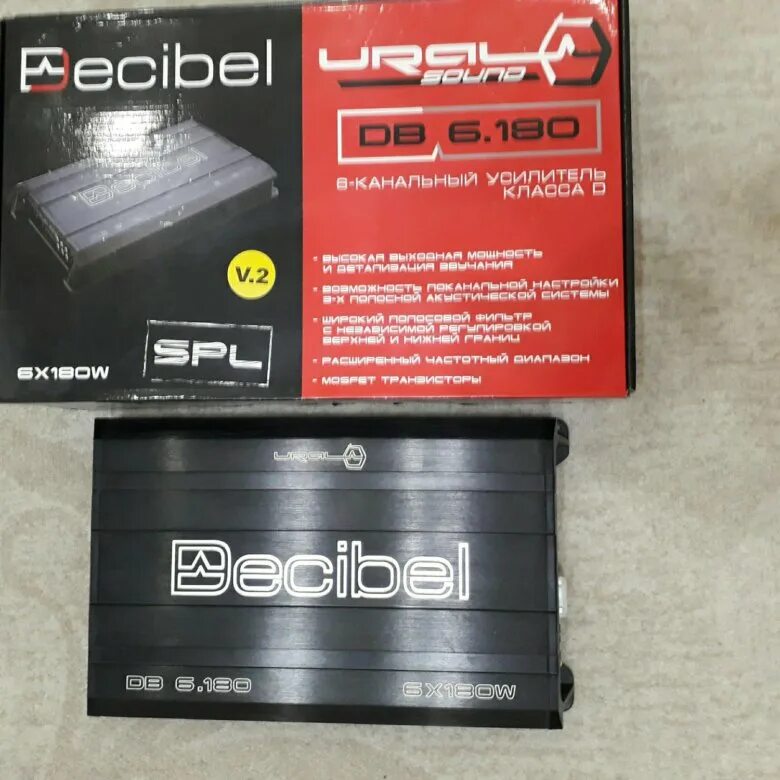 Decibel
URAL
SOUND
DB 6.180
6-КАНАЛЬНЫЙ УСИЛИТЕЛЬ
КЛАССА D
Decibel
V.2
SPL
6X180W
• ВЫСОКАЯ ВЫХОДНАЯ МОЩНОСТЬ
И ДЕТАЛИЗАЦИЯ ЗВУЧАНИЯ
• ВОЗМОЖНОСТЬ ПОКАНАЛЬНОЙ НАСТРОЙКИ
3-Х ПОЛОСНОЙ АКУСТИЧЕСКОЙ СИСТЕМЫ
• ШИРОКИЙ ПОЛОСОВОЙ ФИЛЬТР
С НЕЗАВИСИМОЙ РЕГУЛИРОВКОЙ
ВЕРХНЕЙ И НИЖНЕЙ ГРАНИЦ
• РАСШИРЕННЫЙ ЧАСТОТНЫЙ ДИАПАЗОН
• MOSFET ТРАНЗИСТОРЫ
URAL
Decibel
DB 6.180
6X180W